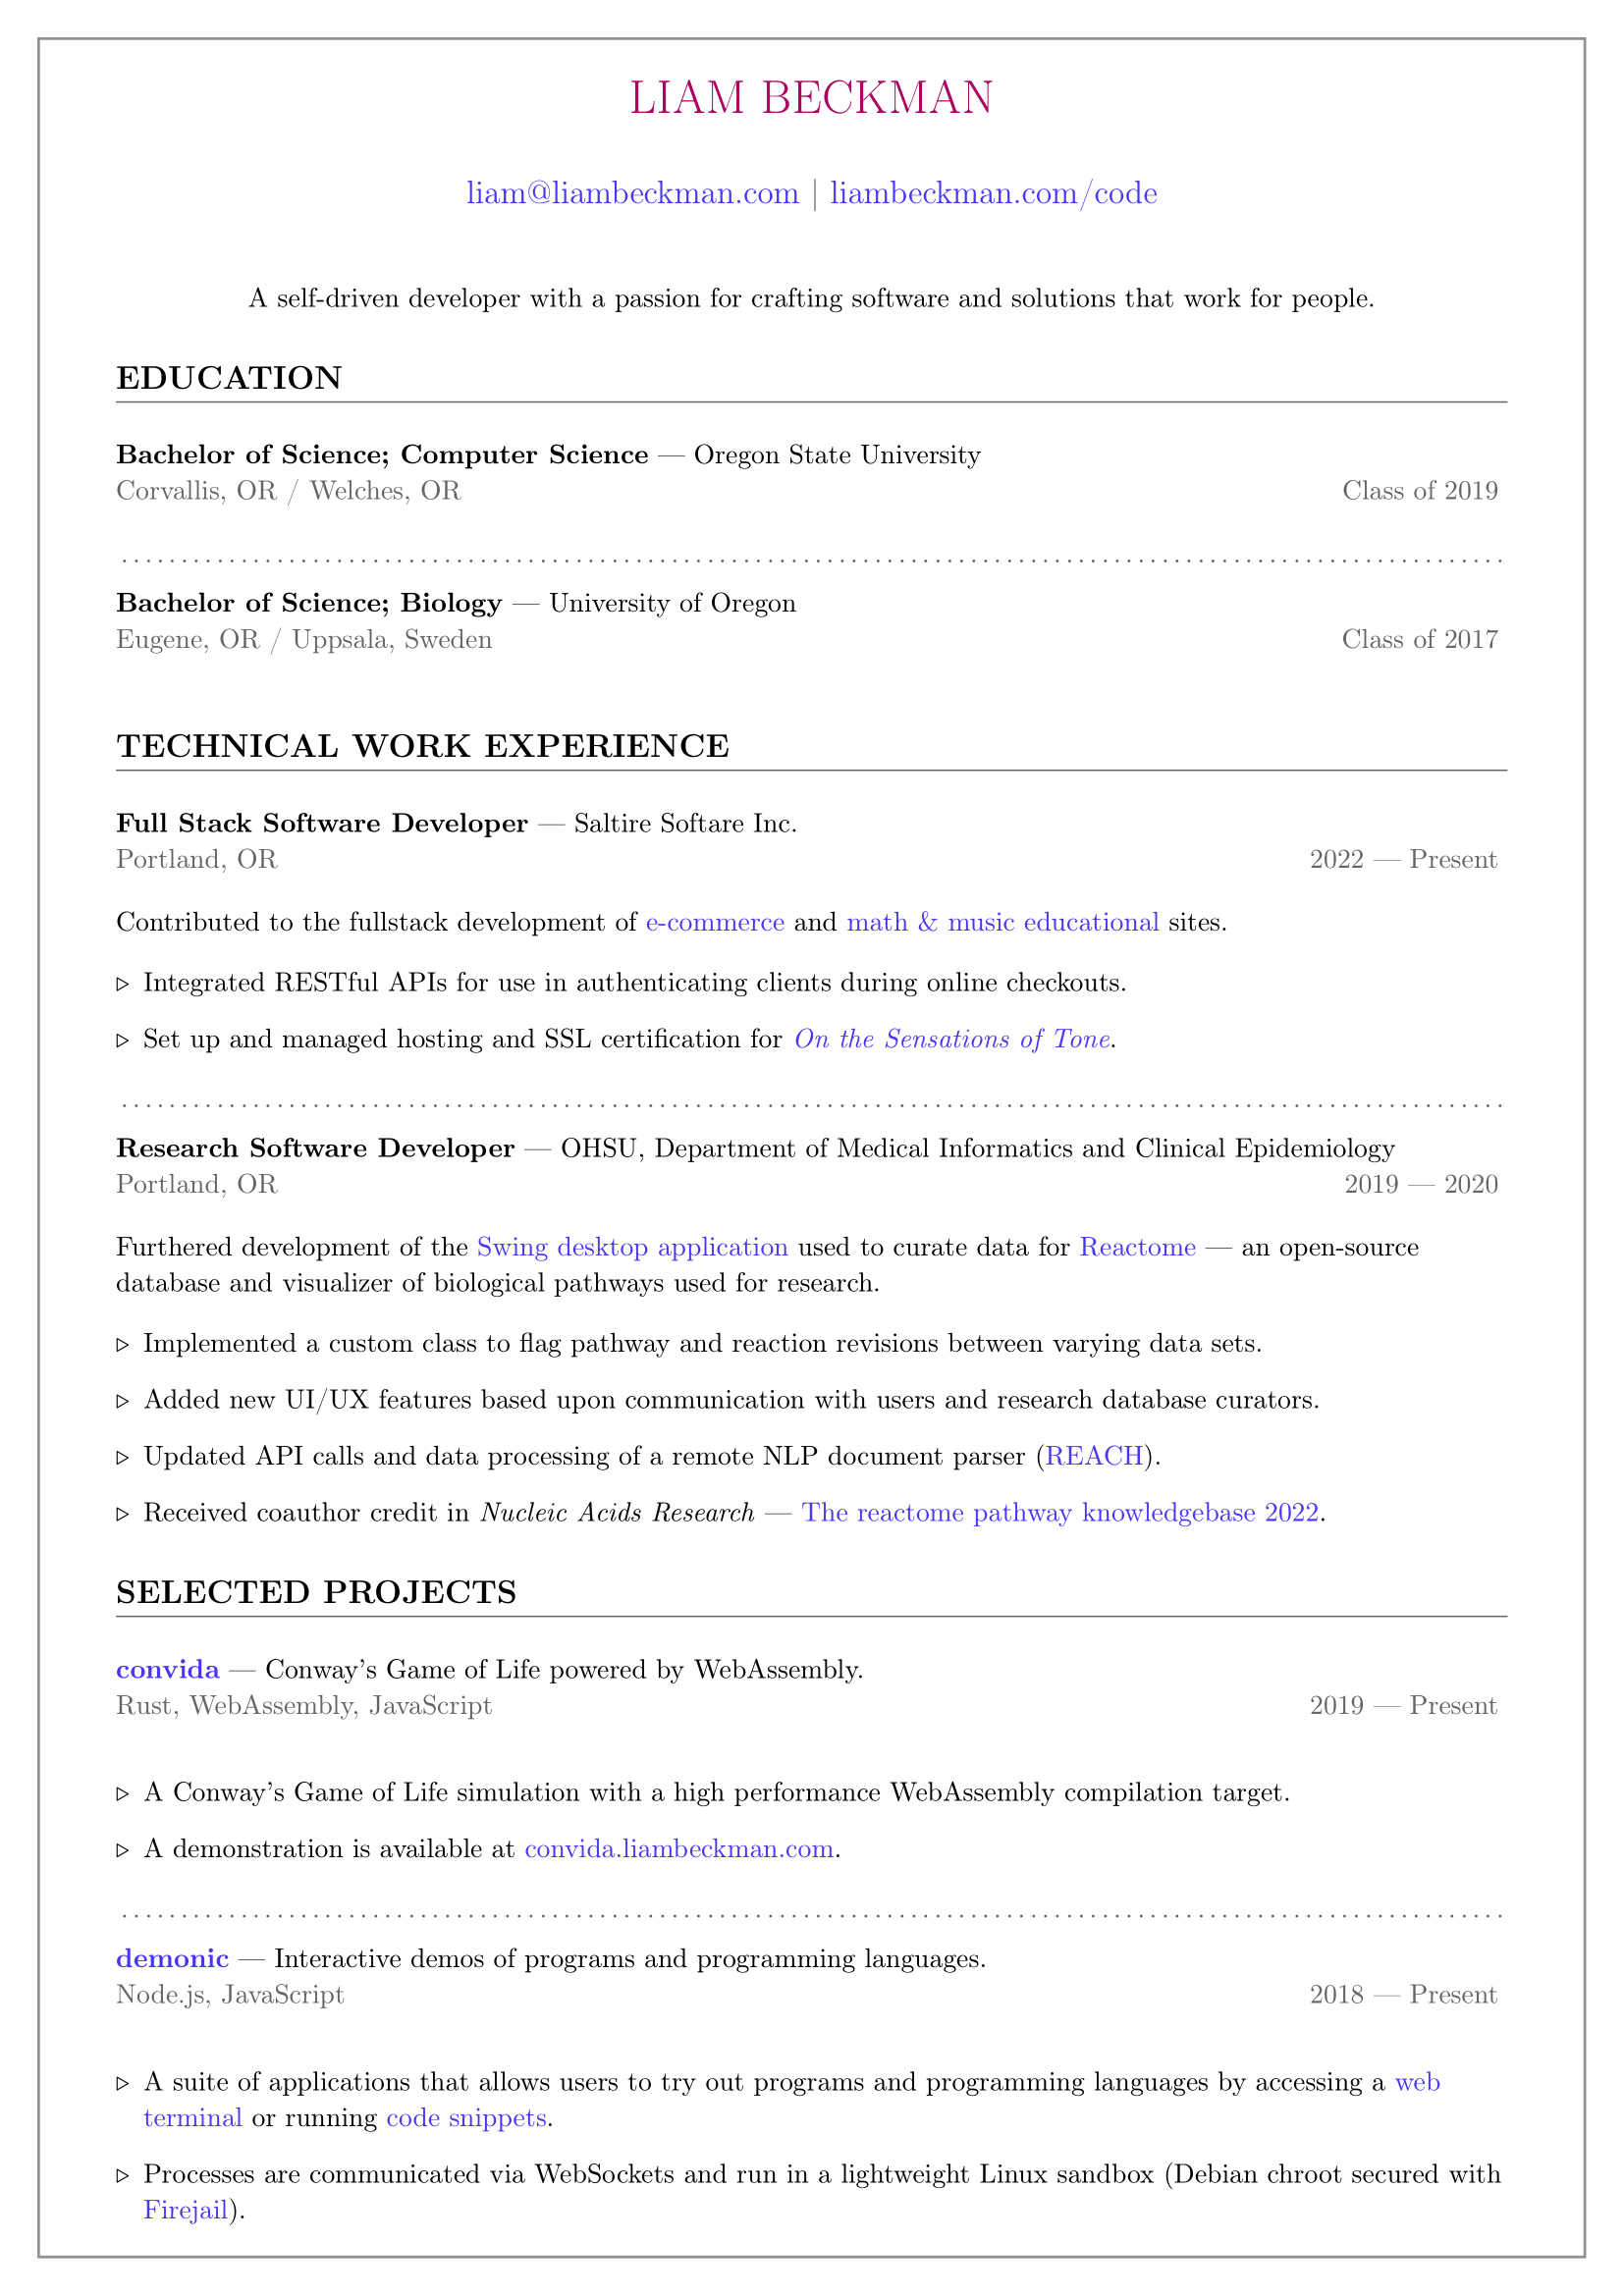 LIAM BECKMAN
liam@liambeckman.com | liambeckman.com/code
A self-driven developer with a passion for crafting software and solutions that work for people.
EDUCATION
Bachelor of Science; Computer Science — Oregon State University
Corvallis, OR / Welches, OR Class of 2019
Bachelor of Science; Biology — University of Oregon
Eugene, OR / Uppsala, Sweden Class of 2017
TECHNICAL WORK EXPERIENCE
Full Stack Software Developer — Saltire Softare Inc.
Portland, OR 2022 — Present
Contributed to the fullstack development of e-commerce and math & music educational sites.
▷ Integrated RESTful APIs for use in authenticating clients during online checkouts.
▷ Set up and managed hosting and SSL certification for On the Sensations of Tone.
Research Software Developer — OHSU, Department of Medical Informatics and Clinical Epidemiology
Portland, OR 2019 — 2020
Furthered development of the Swing desktop application used to curate data for Reactome — an open-source
database and visualizer of biological pathways used for research.
▷ Implemented a custom class to flag pathway and reaction revisions between varying data sets.
▷ Added new UI/UX features based upon communication with users and research database curators.
▷ Updated API calls and data processing of a remote NLP document parser (REACH).
▷ Received coauthor credit in Nucleic Acids Research — The reactome pathway knowledgebase 2022.
SELECTED PROJECTS
convida — Conway's Game of Life powered by WebAssembly.
Rust, WebAssembly, JavaScript 2019 — Present
▷ A Conway's Game of Life simulation with a high performance WebAssembly compilation target.
▷ A demonstration is available at convida.liambeckman.com.
demonic — Interactive demos of programs and programming languages.
Node.js, JavaScript 2018 — Present
▷ A suite of applications that allows users to try out programs and programming languages by accessing a web
terminal or running code snippets.
▷ Processes are communicated via WebSockets and run in a lightweight Linux sandbox (Debian chroot secured with
Firejail).